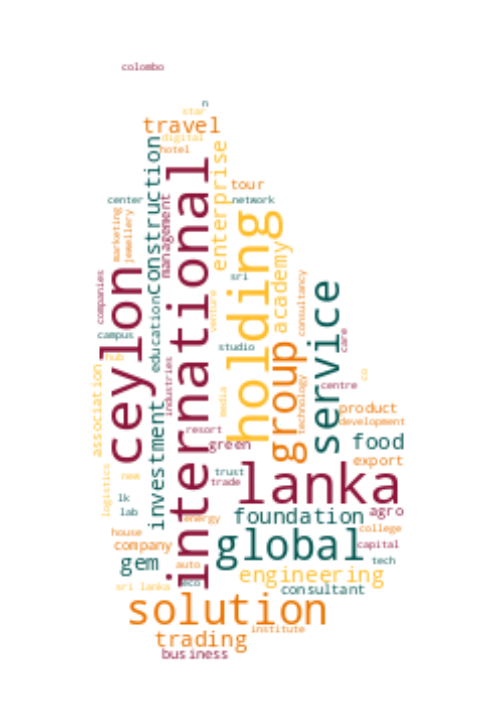 colombo
n
star
travel
digital
hotel
construction
enterprise
international
tour
center
network
management
marketing
jewellery
holding
academy
sri
companies
ceylon
consultancy
service
venture
education
campus
care
studio
hub
group
industries
association
centre
co
technology
media
product
development
investment
resort
green
food
export
logistics
new
trust
trade
lanka
lk
lab
foundation
agro
energy
college
house
global
company
capital
gem
auto
tech
engineering
eco
sri lanka
consultant
solution
institute
trading
business